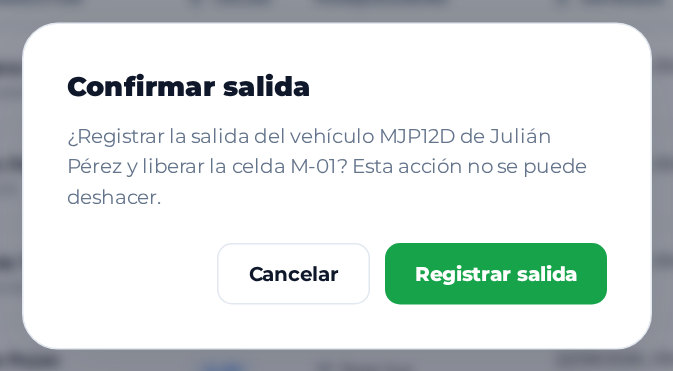 Confirmar salida
¿Registrar la salida del vehículo MJP12D de Julián
Pérez y liberar la celda M-01? Esta acción no se puede
deshacer.
Cancelar
Registrar salida